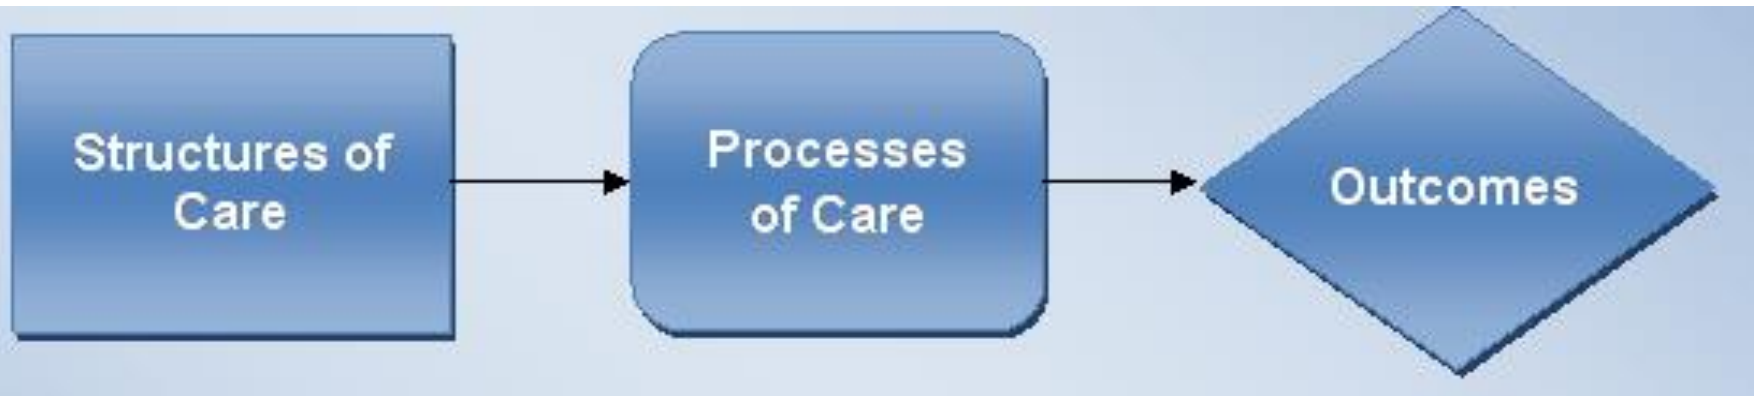 Structures of
Care
Processes
of Care
Outcomes